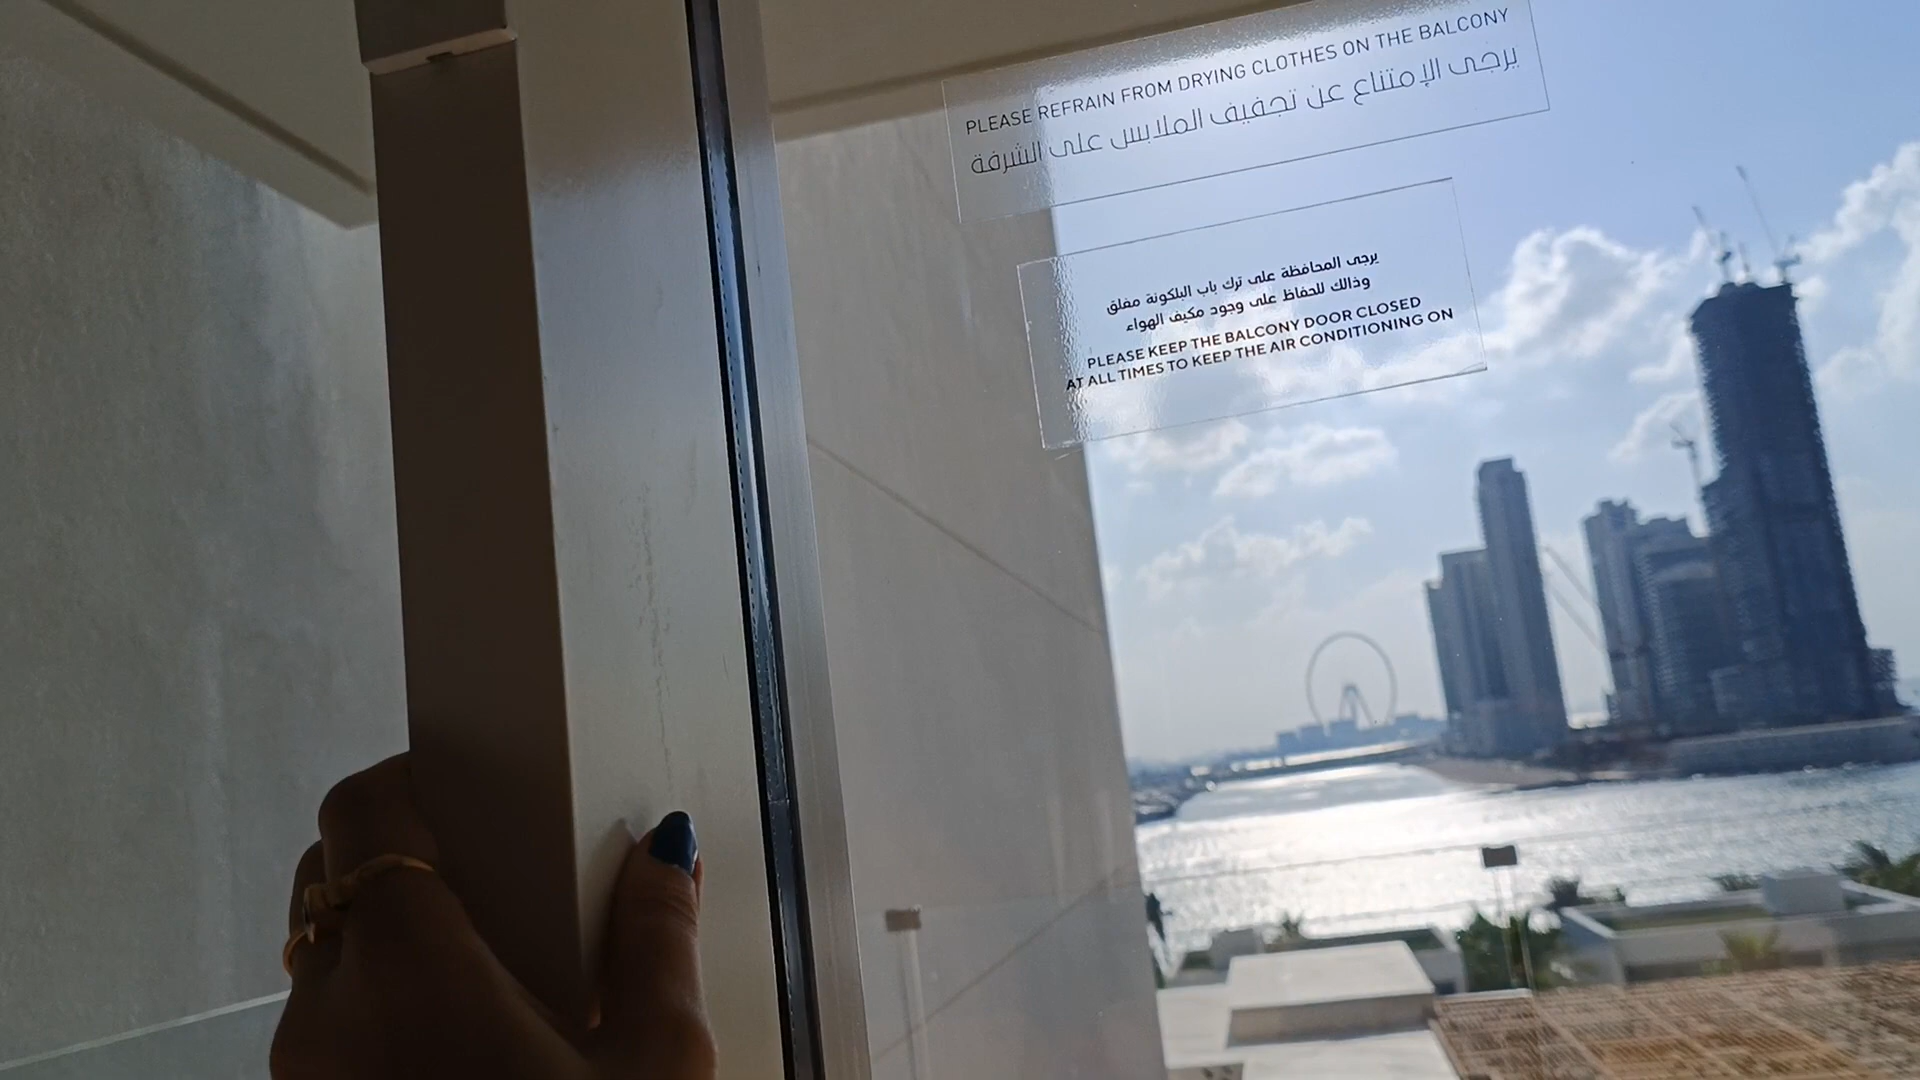 PLEASE REFRAIN FROM DRYING CLOTHES ON THE BALCONY
يرجى الإمتناع عن تجفيف الملابس على الشرفة
يرجى المحافظة على ترك باب البلكونة مغلق
وذالك للحفاظ على وجود مكيف الهواء
PLEASE KEEP THE BALCONY DOOR CLOSED
AT ALL TIMES TO KEEP THE AIR CONDITIONING ON